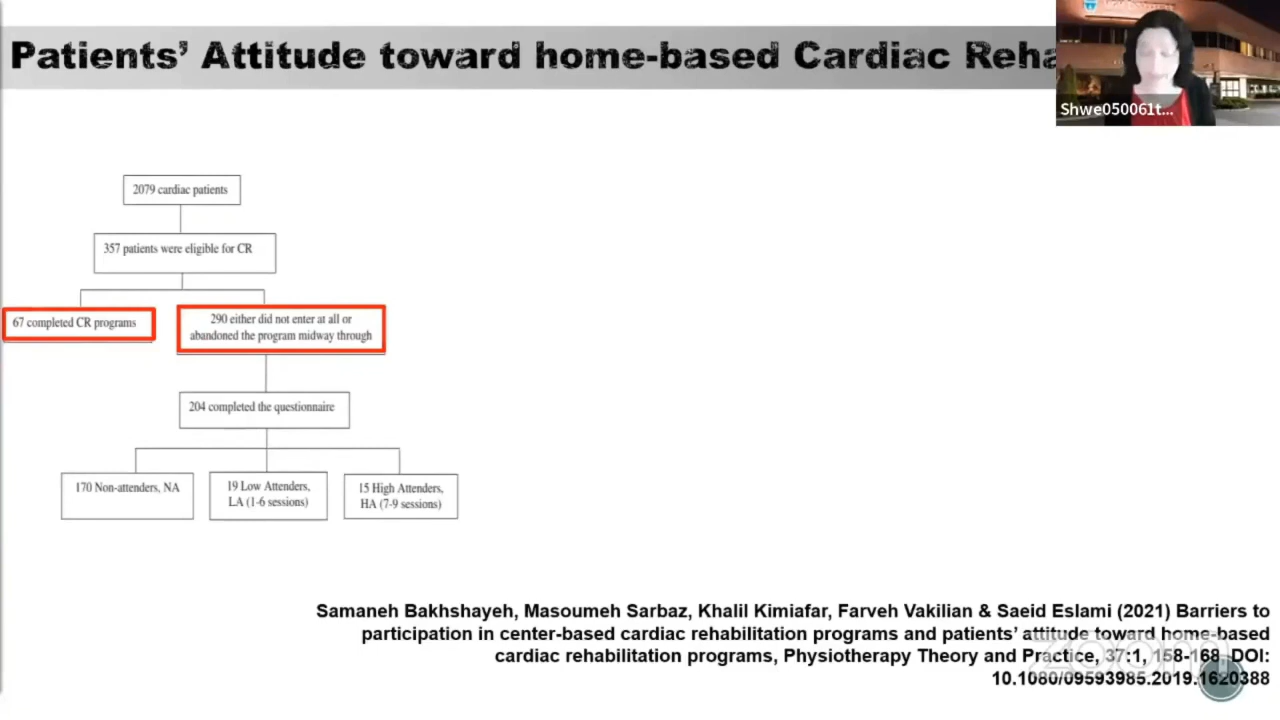 Patients’ Attitude toward home-based Cardiac Reha
Shwe050061t...
2079 cardiac patients
357 patients were eligible for CR
67 completed CR programs
290 either did not enter at all or
abandoned the program midway through
204 completed the questionnaire
170 Non-attenders, NA
19 Low Attenders,
LA (1-6 sessions)
15 High Attenders,
HA (7-9 sessions)
Samaneh Bakhshayeh, Masoumeh Sarbaz, Khalil Kimiafar, Farveh Vakilian & Saeid Eslami (2021) Barriers to
participation in center-based cardiac rehabilitation programs and patients’ attitude toward home-based
cardiac rehabilitation programs, Physiotherapy Theory and Practice, 37:1, 158-168, DOI:
10.1080/09593985.2019.1620388
zoom